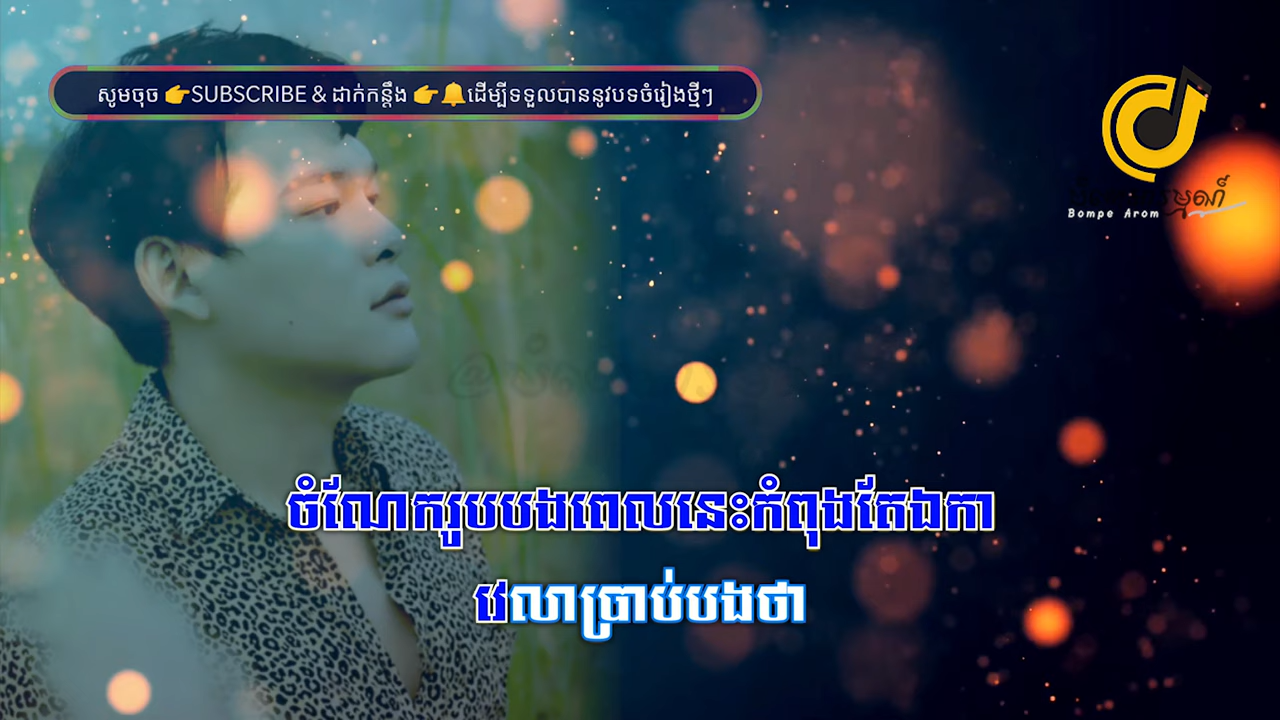 សូមចុច 👉SUBSCRIBE & ដាក់កន្តឹង 👉🔔ដើម្បីទទួលបាននូវបទចំរៀងថ្មីៗ
Bompe Arom
ចំណែករូបបងពេលនេះកំពុងតែឯកា
វេលាប្រាប់បងថា